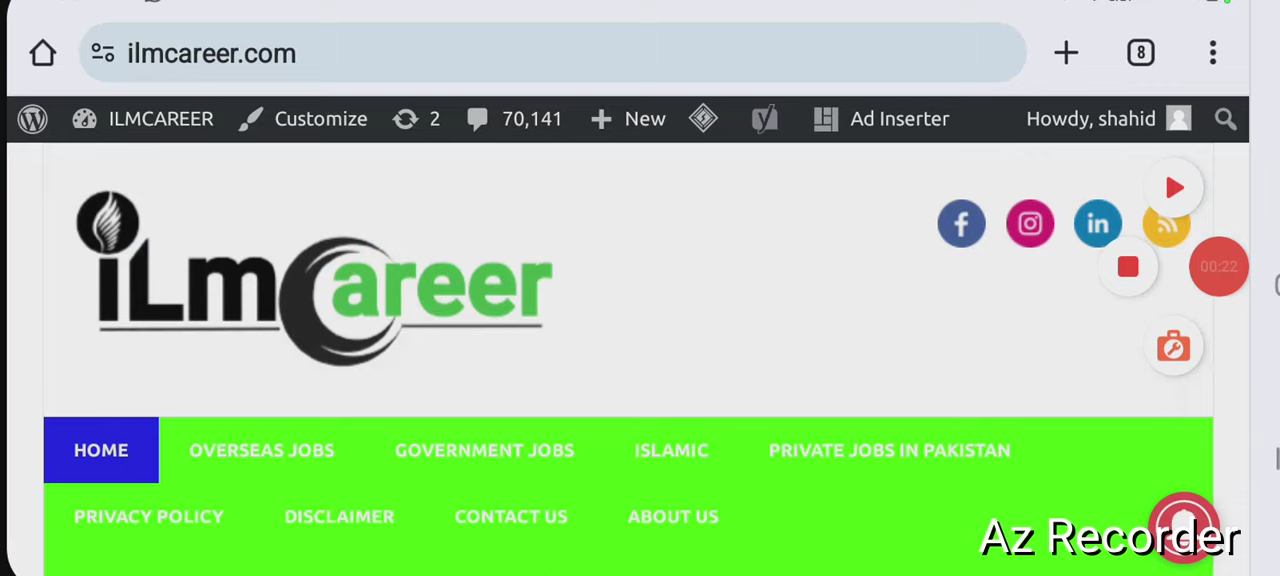 ilmcareer.com
8
ILMCAREER Customize 2 70,141 New Ad Inserter Howdy, shahid
iLmCareer
in
00:22
HOME OVERSEAS JOBS GOVERNMENT JOBS ISLAMIC PRIVATE JOBS IN PAKISTAN
PRIVACY POLICY DISCLAIMER CONTACT US ABOUT US
Az Recorder